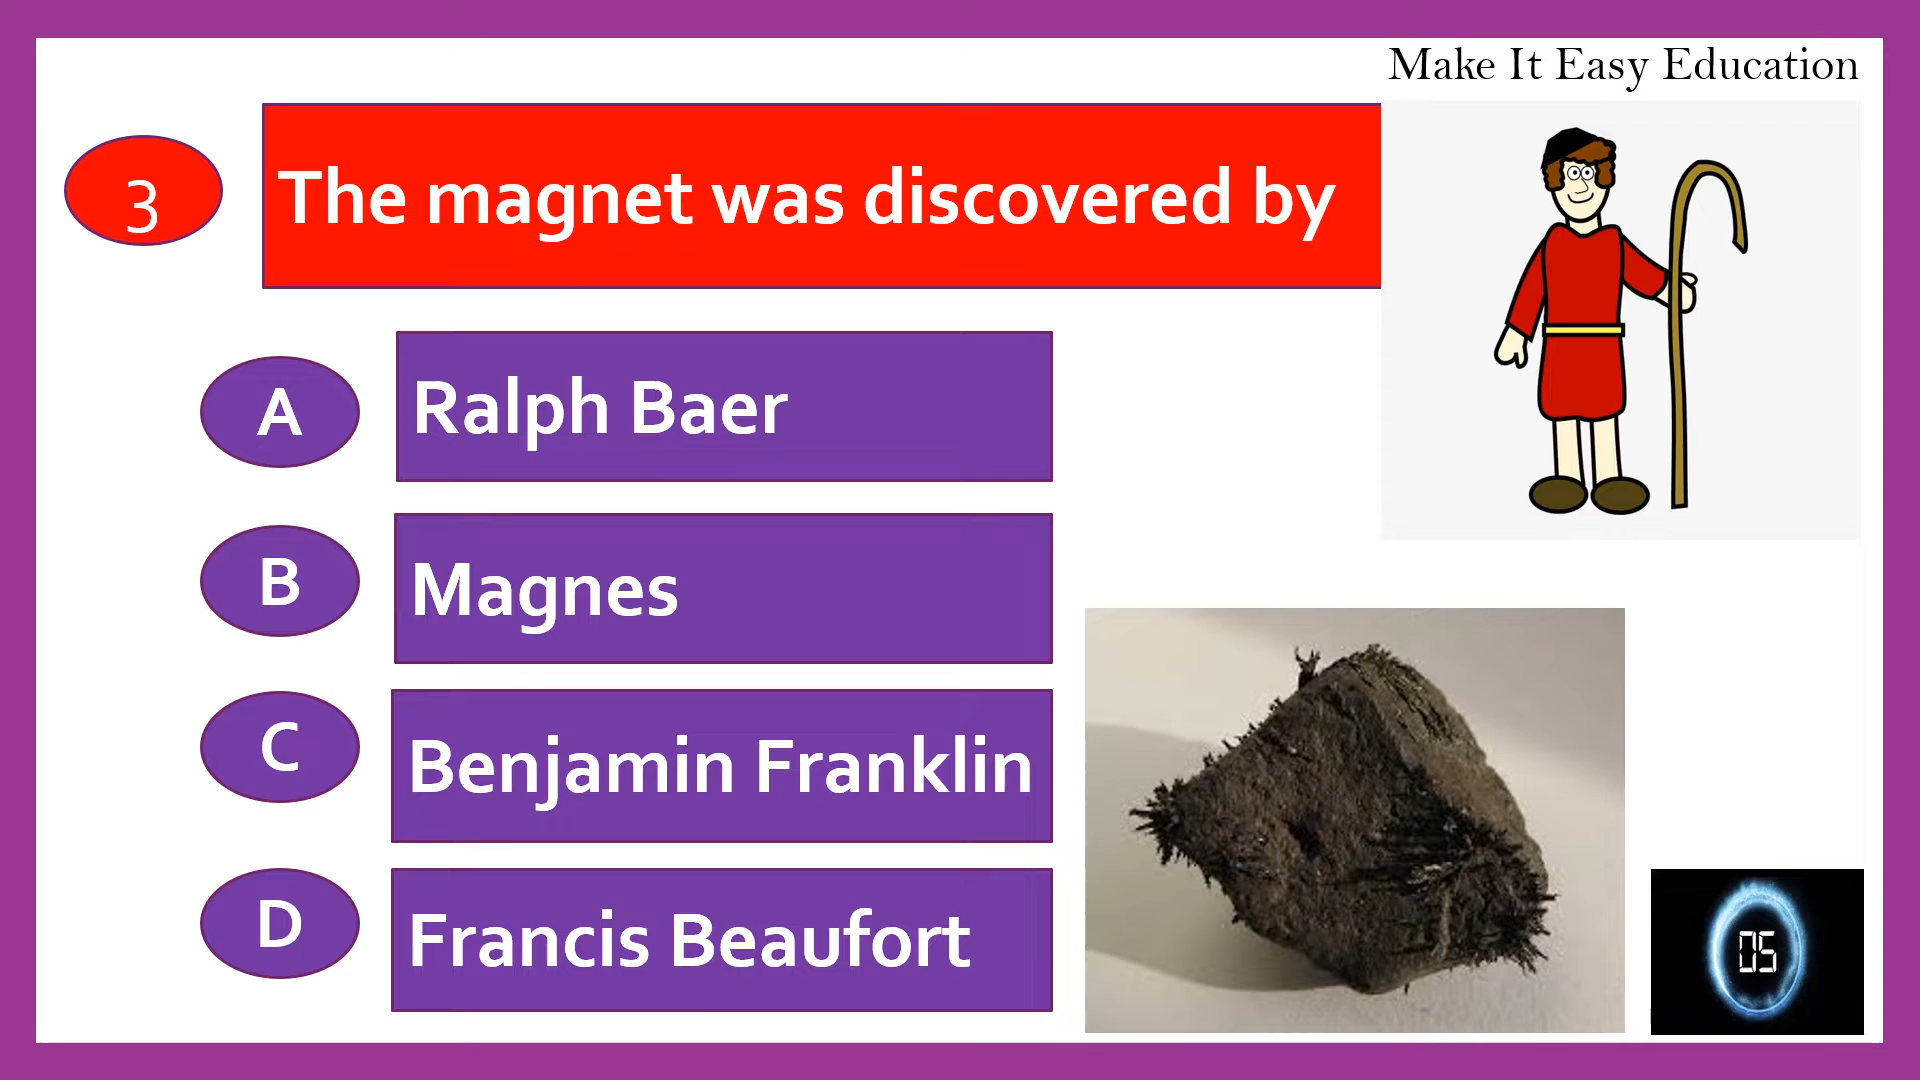 Make It Easy Education
3
The magnet was discovered by
A
Ralph Baer
B
Magnes
C
Benjamin Franklin
D
Francis Beaufort
05